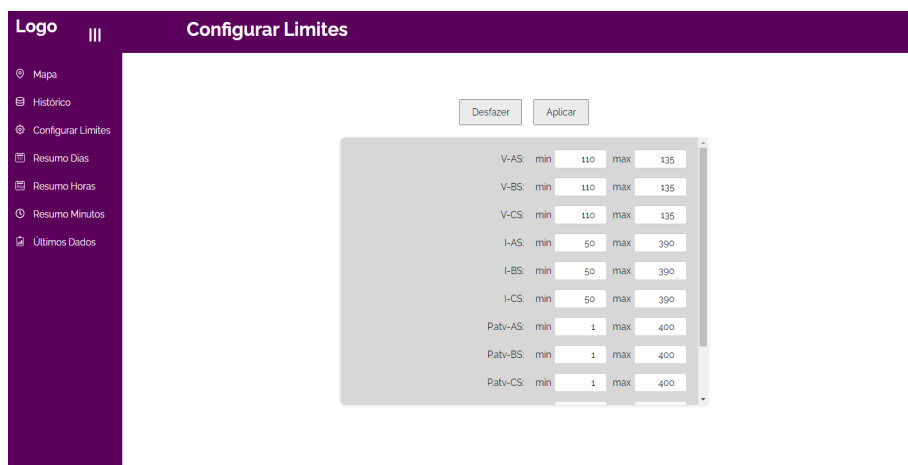 Logo
Configurar Limites
Mapa
Histórico
Configurar Limites
Resumo Dias
Resumo Horas
Resumo Minutos
Últimos Dados
Desfazer Aplicar
V-AS: min 110 max 135
V-BS: min 110 max 135
V-CS: min 110 max 135
I-AS: min 50 max 390
I-BS: min 50 max 390
I-CS: min 50 max 390
P.atv-AS: min 1 max 400
P.atv-BS: min 1 max 400
P.atv-CS: min 1 max 400